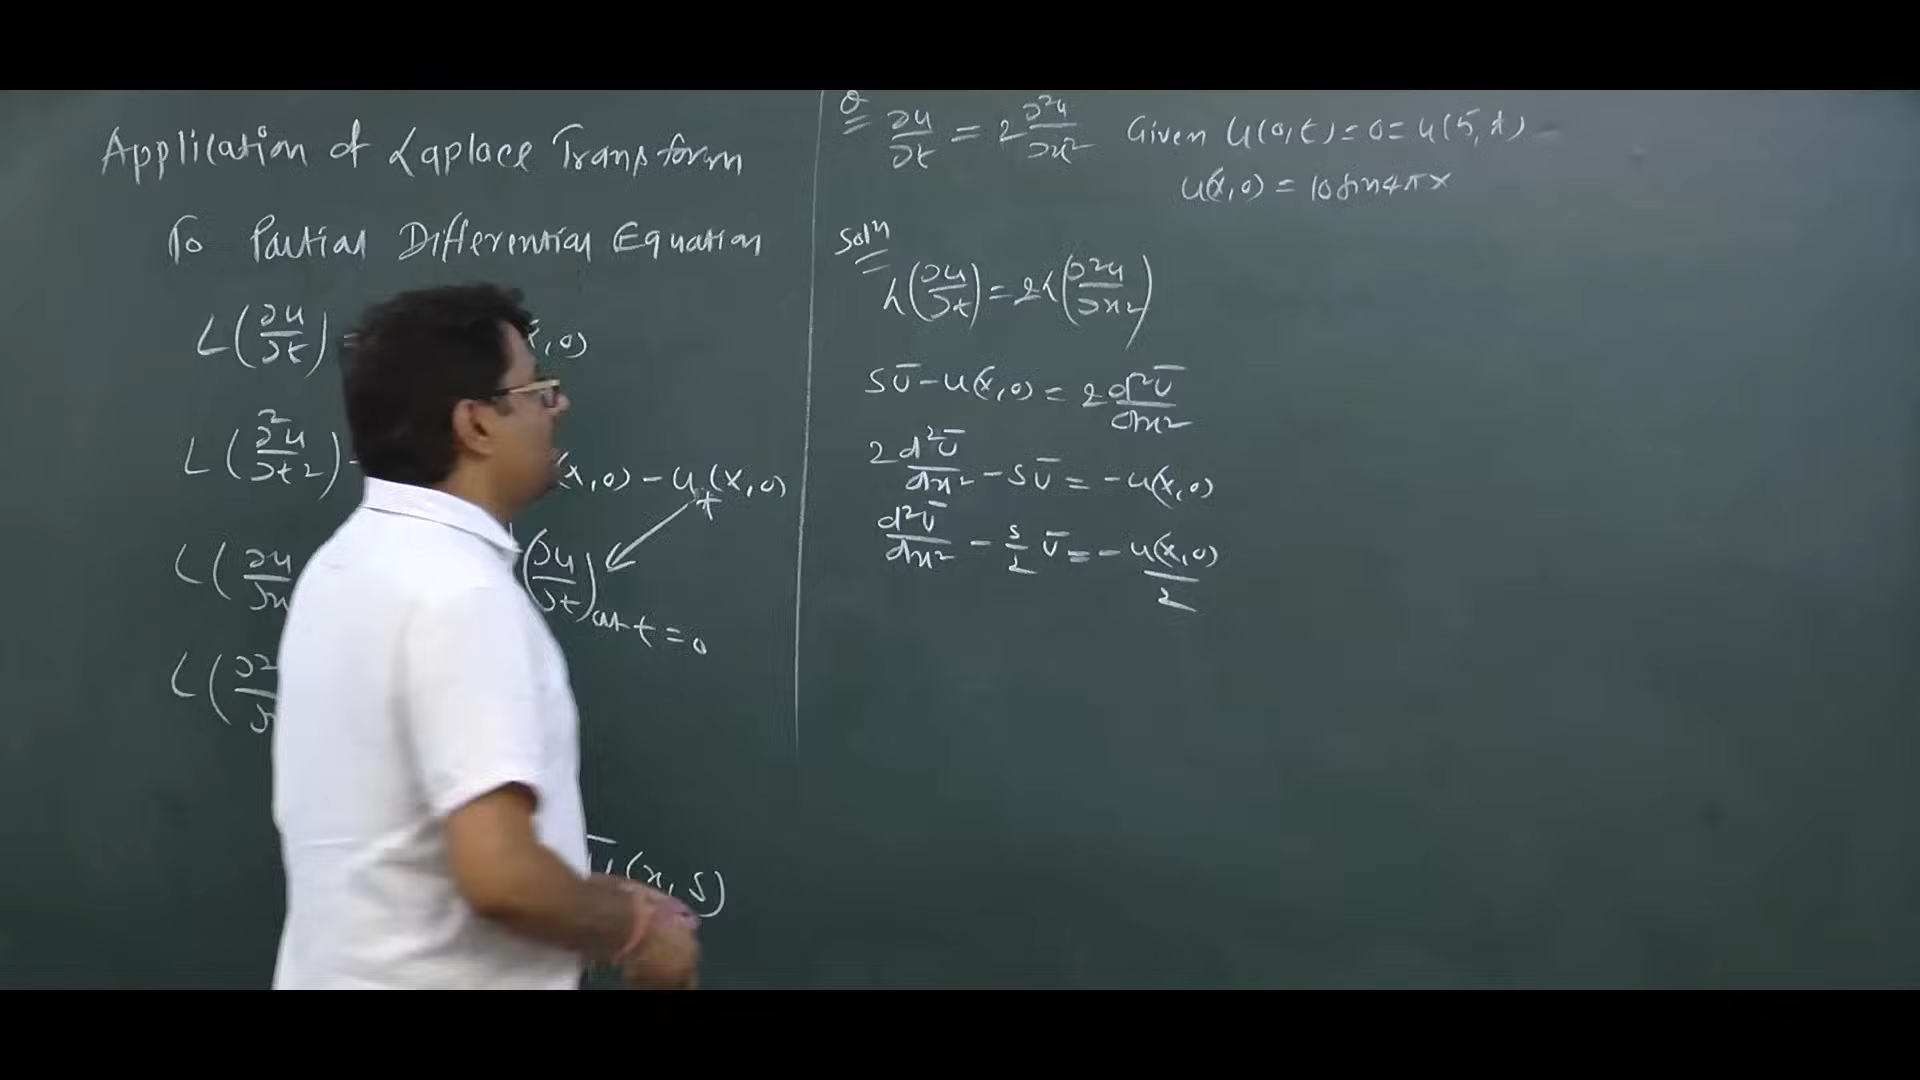 Application of Laplace Transform
To Partial Differential Equation
L(∂u/∂t) = x, 0)
L(∂²u/∂t²) - (x, 0) - u_t(x, 0)
L(∂u/∂x (∂u/∂t) at t = 0
L(∂²
u(x, s)
Q ∂u/∂t = 2 ∂²u/∂x² Given u(0, t) = 0 = u(5, t)
u(x, 0) = 10 sin 4πx
Solⁿ
L(∂u/∂t) = 2L(∂²u/∂x²)
sū - u(x, 0) = 2 d²ū/dx²
2 d²ū/dx² - sū = -u(x, 0)
d²ū/dx² - s/2 ū = - u(x, 0)/2